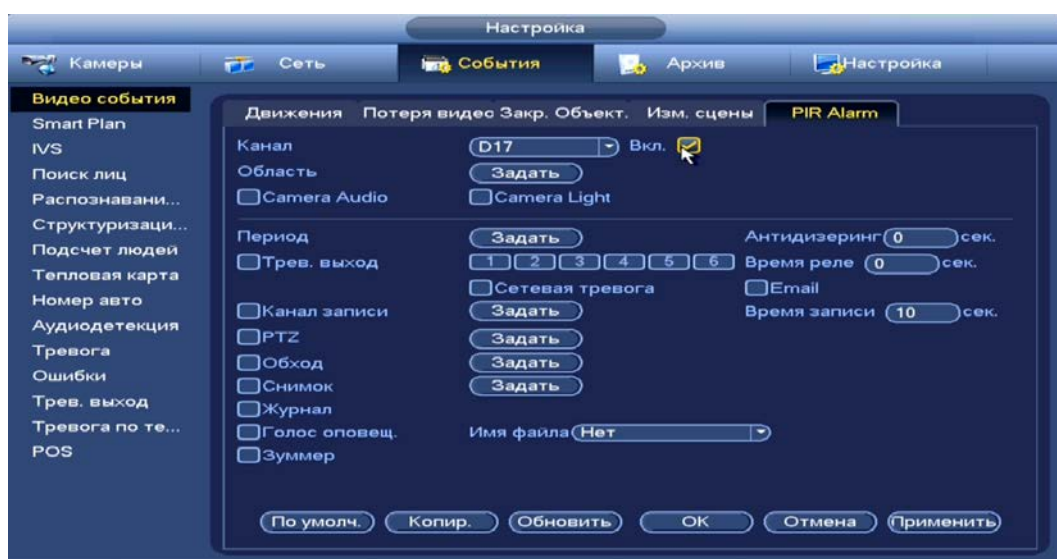 Настройка
Камеры Сеть События Архив Настройка
Видео события
Smart Plan
IVS
Поиск лиц
Распознавани...
Структуризаци...
Подсчет людей
Тепловая карта
Номер авто
Аудиодетекция
Тревога
Ошибки
Трев. выход
Тревога по те...
POS
Движения Потеря видео Закр. Объект. Изм. сцены PIR Alarm
Канал D17 Вкл.
Область Задать
Camera Audio Camera Light
Период Задать Антидизеринг 0 сек.
Трев. выход 1 2 3 4 5 6 Время реле 0 сек.
Сетевая тревога Email
Канал записи Задать Время записи 10 сек.
PTZ Задать
Обход Задать
Снимок Задать
Журнал
Голос оповещ. Имя файла Нет
Зуммер
По умолч. Копир. Обновить OK Отмена Применить